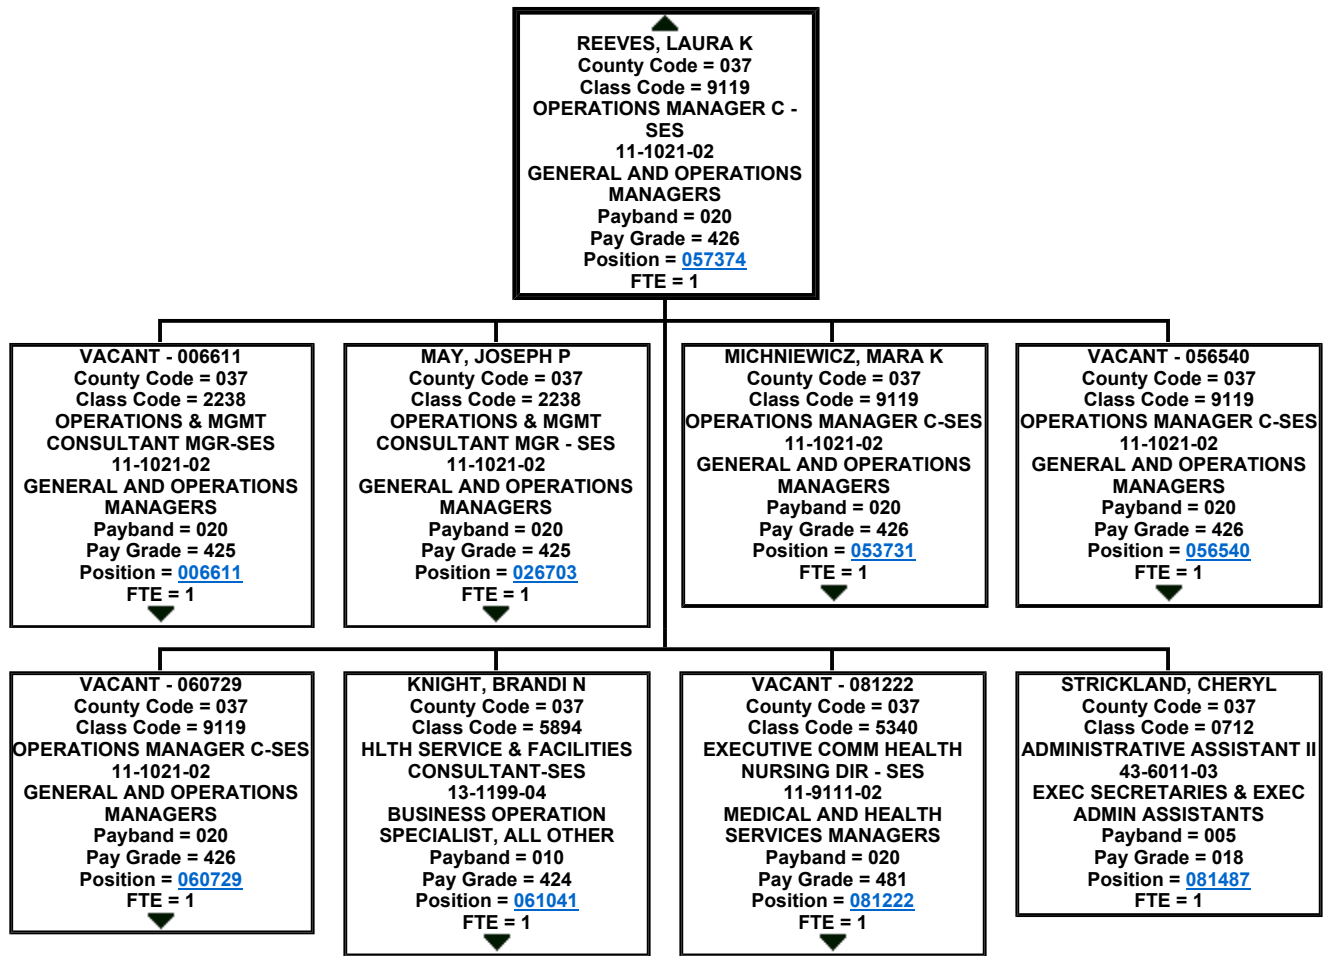 REEVES, LAURA K
County Code = 037
Class Code = 9119
OPERATIONS MANAGER C -
SES
11-1021-02
GENERAL AND OPERATIONS
MANAGERS
Payband = 020
Pay Grade = 426
Position = 057374
FTE = 1
VACANT - 006611
County Code = 037
Class Code = 2238
OPERATIONS & MGMT
CONSULTANT MGR-SES
11-1021-02
GENERAL AND OPERATIONS
MANAGERS
Payband = 020
Pay Grade = 425
Position = 006611
FTE = 1
MAY, JOSEPH P
County Code = 037
Class Code = 2238
OPERATIONS & MGMT
CONSULTANT MGR - SES
11-1021-02
GENERAL AND OPERATIONS
MANAGERS
Payband = 020
Pay Grade = 425
Position = 026703
FTE = 1
MICHNIEWICZ, MARA K
County Code = 037
Class Code = 9119
OPERATIONS MANAGER C-SES
11-1021-02
GENERAL AND OPERATIONS
MANAGERS
Payband = 020
Pay Grade = 426
Position = 053731
FTE = 1
VACANT - 056540
County Code = 037
Class Code = 9119
OPERATIONS MANAGER C-SES
11-1021-02
GENERAL AND OPERATIONS
MANAGERS
Payband = 020
Pay Grade = 426
Position = 056540
FTE = 1
VACANT - 060729
County Code = 037
Class Code = 9119
OPERATIONS MANAGER C-SES
11-1021-02
GENERAL AND OPERATIONS
MANAGERS
Payband = 020
Pay Grade = 426
Position = 060729
FTE = 1
KNIGHT, BRANDI N
County Code = 037
Class Code = 5894
HLTH SERVICE & FACILITIES
CONSULTANT-SES
13-1199-04
BUSINESS OPERATION
SPECIALIST, ALL OTHER
Payband = 010
Pay Grade = 424
Position = 061041
FTE = 1
VACANT - 081222
County Code = 037
Class Code = 5340
EXECUTIVE COMM HEALTH
NURSING DIR - SES
11-9111-02
MEDICAL AND HEALTH
SERVICES MANAGERS
Payband = 020
Pay Grade = 481
Position = 081222
FTE = 1
STRICKLAND, CHERYL
County Code = 037
Class Code = 0712
ADMINISTRATIVE ASSISTANT II
43-6011-03
EXEC SECRETARIES & EXEC
ADMIN ASSISTANTS
Payband = 005
Pay Grade = 018
Position = 081487
FTE = 1